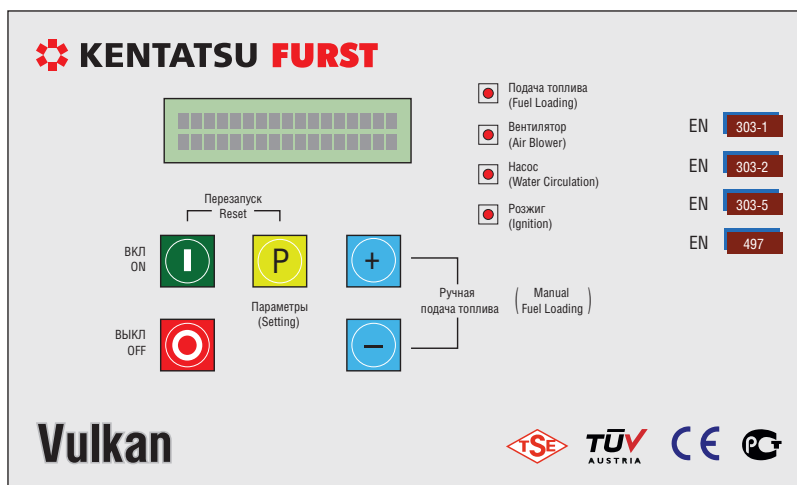 KENTATSU FURST
Подача топлива
(Fuel Loading)
Вентилятор
(Air Blower)
Насос
(Water Circulation)
Розжиг
(Ignition)
EN 303-1
EN 303-2
EN 303-5
EN 497
Перезапуск
Reset
ВКЛ
ON
P
+
Параметры
(Setting)
ВЫКЛ
OFF
–
Ручная
подача топлива
(Manual
Fuel Loading)
Vulkan
TSE
TÜV
AUSTRIA
CE
РСТ